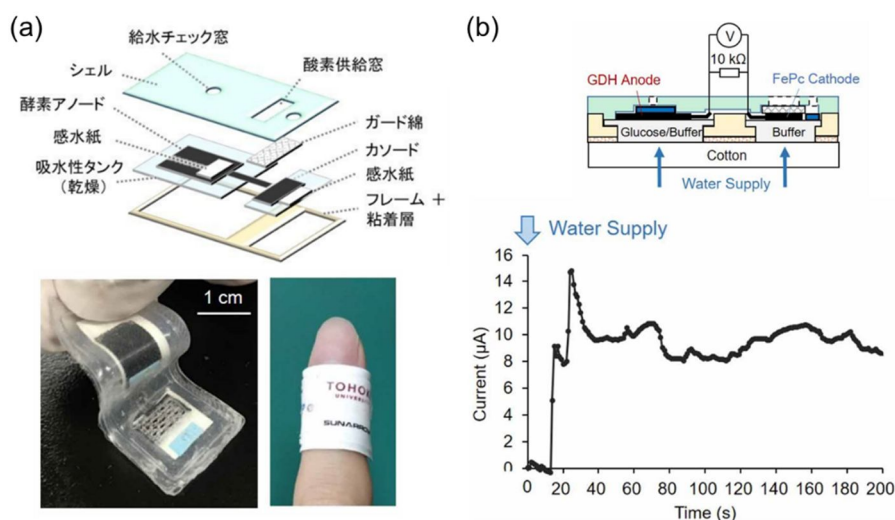 (a)
給水チェック窓
酸素供給窓
シェル
酵素アノード
ガード綿
感水紙
カソード
吸水性タンク
(乾燥)
感水紙
フレーム +
粘着層
1 cm
TOHOK
UNIVERSI
SUNARROW
(b)
V
10 kΩ
GDH Anode
FePc Cathode
Glucose/Buffer
Buffer
Cotton
Water Supply
Water Supply
Current (μA)
16
14
12
10
8
6
4
2
0
0
20
40
60
80
100
120
140
160
180
200
Time (s)